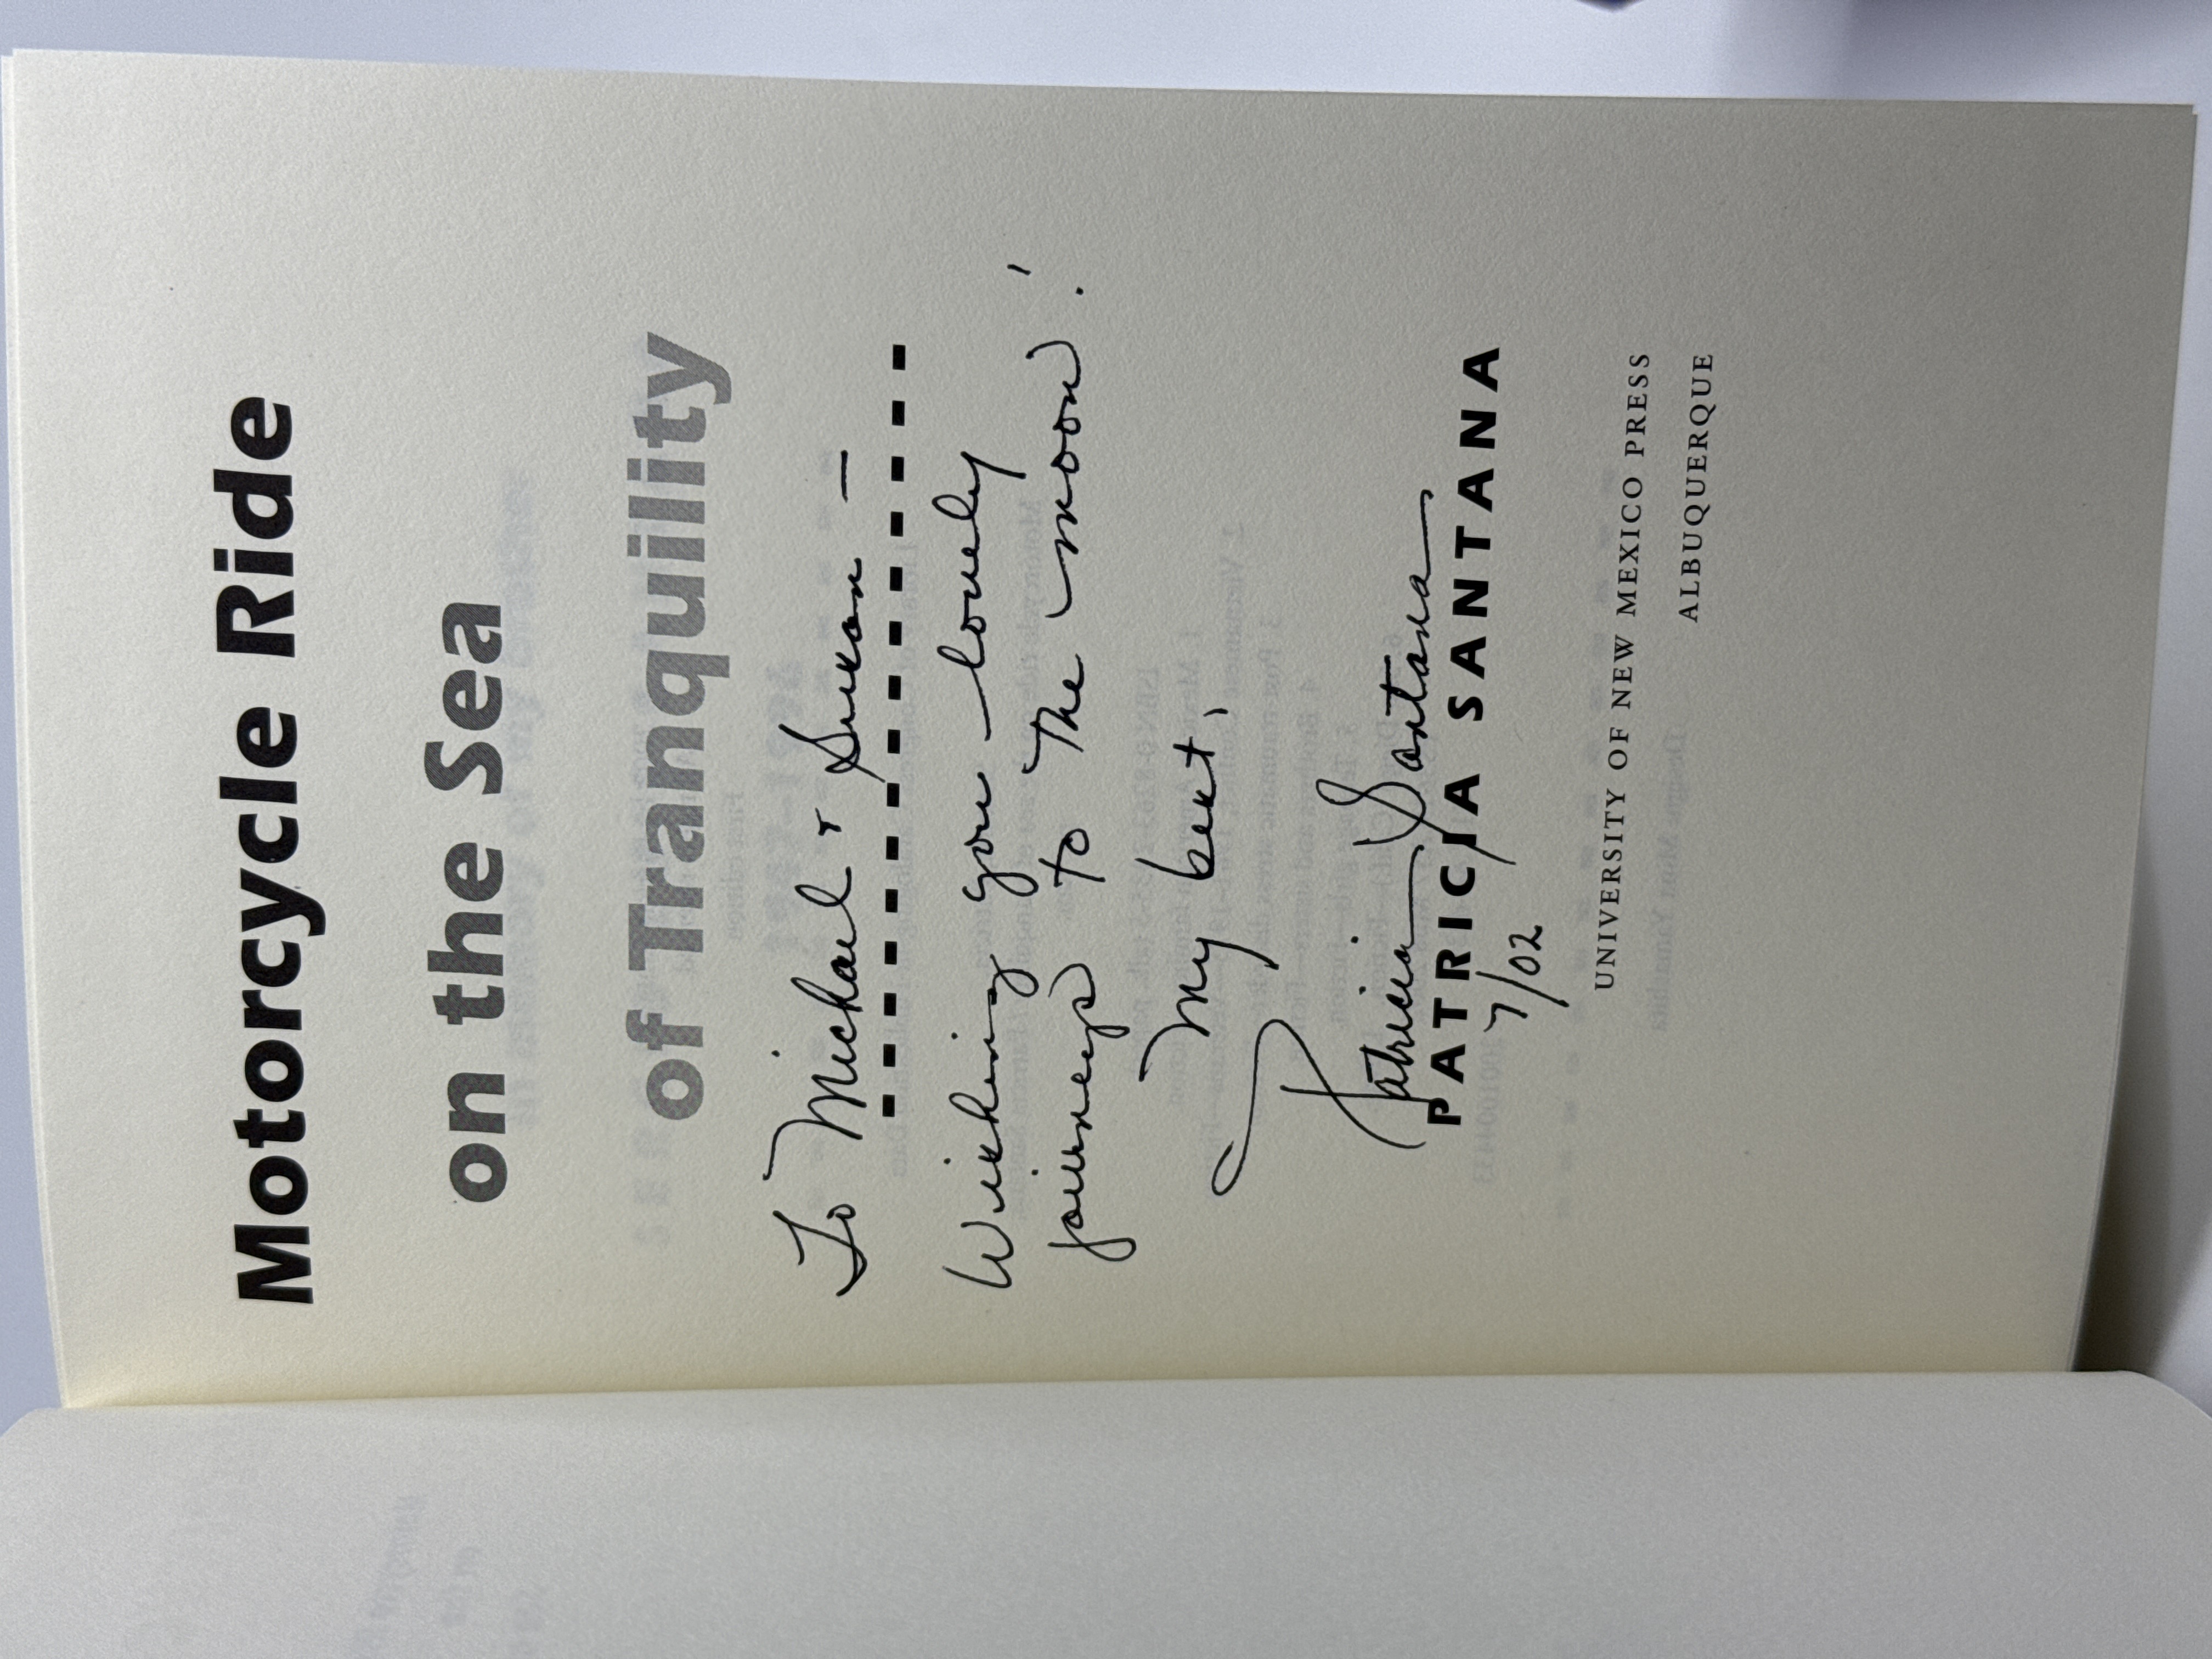 Motorcycle Ride
on the Sea
of Tranquility
To Michael & Susan —
Wishing you lovely
journeys to the moon!
My best,
Patricia Santana
PATRICIA SANTANA
7/02
UNIVERSITY OF NEW MEXICO PRESS
ALBUQUERQUE